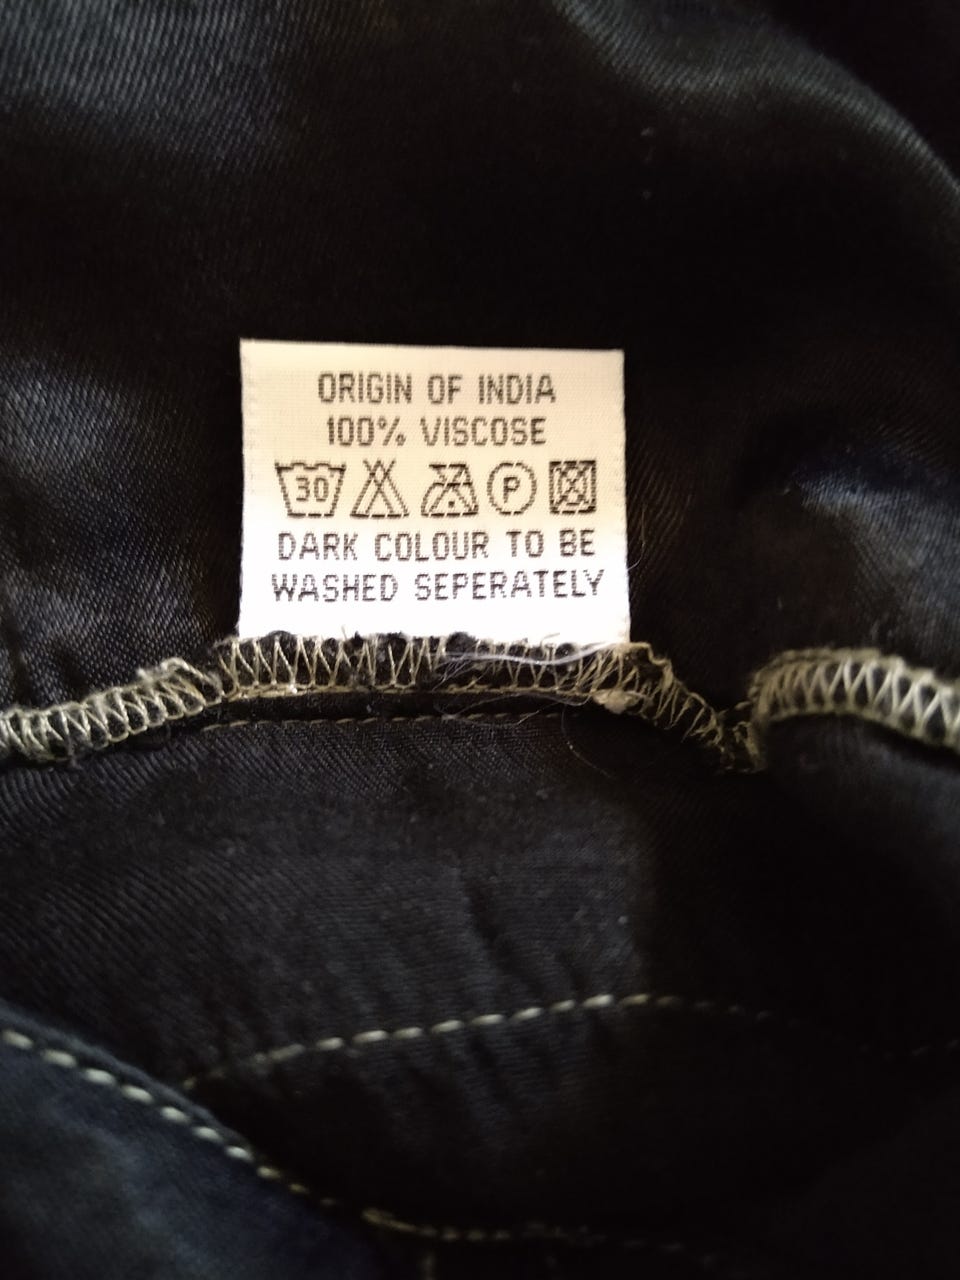 ORIGIN OF INDIA
100% VISCOSE
30 P
DARK COLOUR TO BE
WASHED SEPERATELY